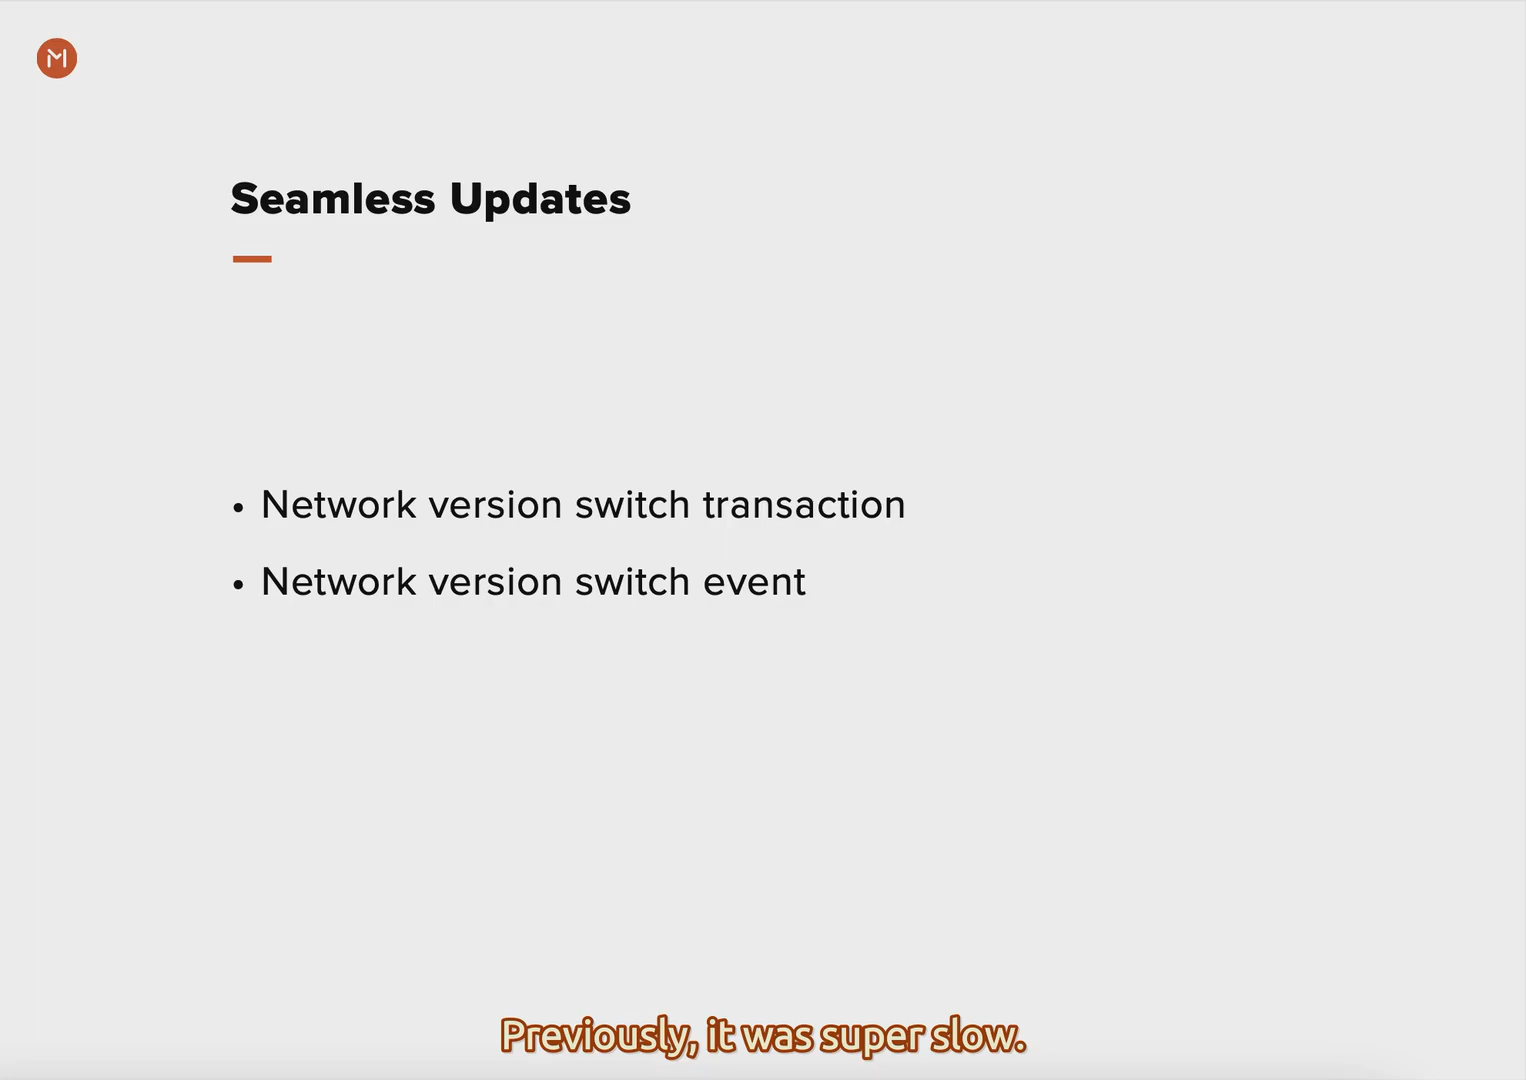 Seamless Updates
• Network version switch transaction
• Network version switch event
Previously, it was super slow.